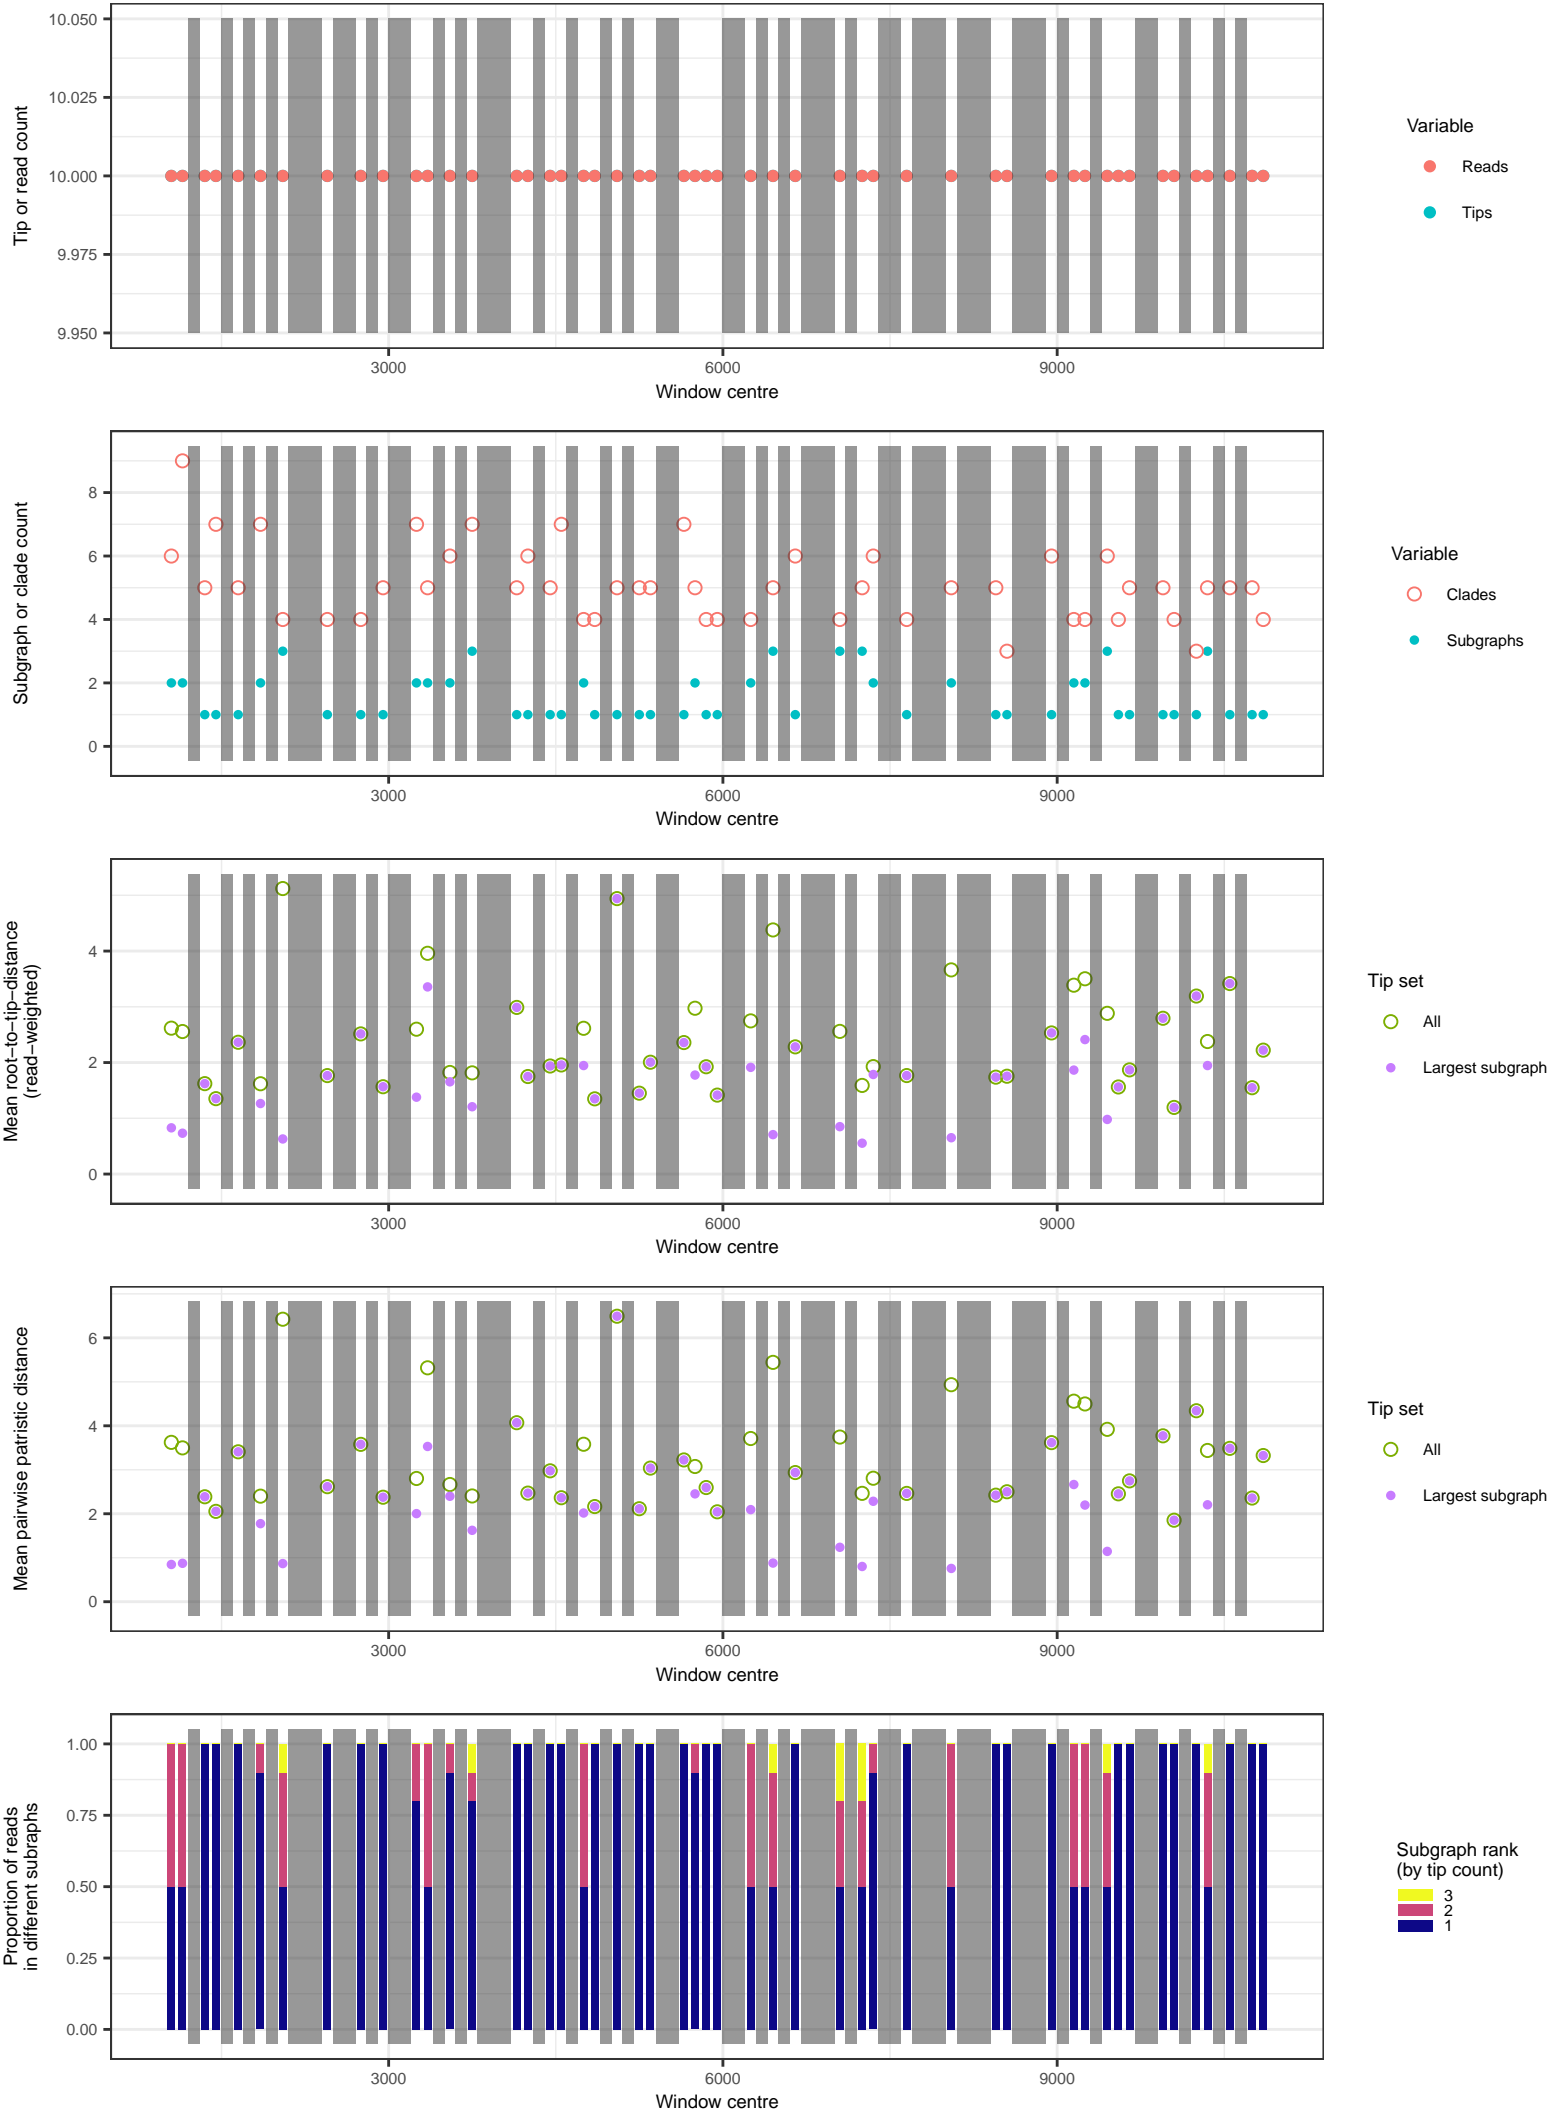 10.050
10.025
10.000
9.975
9.950
Tip or read count
3000
6000
9000
Window centre
Variable
Reads
Tips
8
6
4
2
0
Subgraph or clade count
3000
6000
9000
Window centre
Variable
Clades
Subgraphs
4
2
0
Mean root−to−tip−distance
(read−weighted)
3000
6000
9000
Window centre
Tip set
All
Largest subgraph
6
4
2
0
Mean pairwise patristic distance
3000
6000
9000
Window centre
Tip set
All
Largest subgraph
1.00
0.75
0.50
0.25
0.00
Proportion of reads
in different subraphs
3000
6000
9000
Window centre
Subgraph rank
(by tip count)
3
2
1